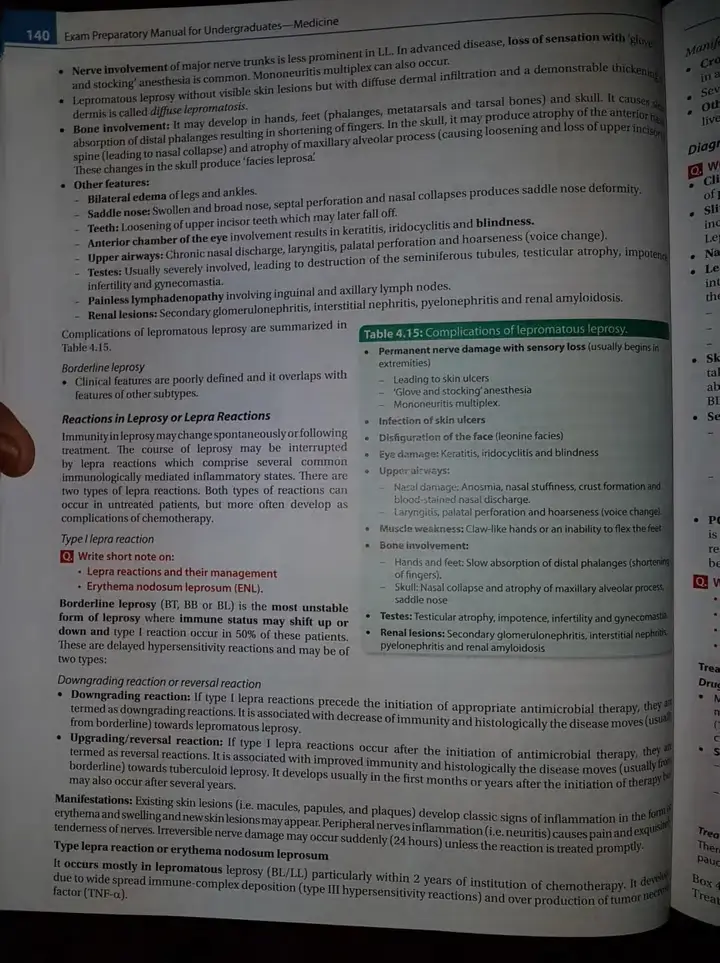 140 Exam Preparatory Manual for Undergraduates—Medicine
• Nerve involvement of major nerve trunks is less prominent in LL. In advanced disease, loss of sensation with 'glove
and stocking' anesthesia is common. Mononeuritis multiplex can also occur.
• Lepromatous leprosy without visible skin lesions but with diffuse dermal infiltration and a demonstrable thickening
dermis is called diffuse lepromatosis.
• Bone involvement: It may develop in hands, feet (phalanges, metatarsals and tarsal bones) and skull. It causes
absorption of distal phalanges resulting in shortening of fingers. In the skull, it may produce atrophy of the anterior
spine (leading to nasal collapse) and atrophy of maxillary alveolar process (causing loosening and loss of upper incisor
These changes in the skull produce 'facies leprosa.'
• Other features:
– Bilateral edema of legs and ankles.
– Saddle nose: Swollen and broad nose, septal perforation and nasal collapses produces saddle nose deformity.
– Teeth: Loosening of upper incisor teeth which may later fall off.
– Anterior chamber of the eye involvement results in keratitis, iridocyclitis and blindness.
– Upper airways: Chronic nasal discharge, laryngitis, palatal perforation and hoarseness (voice change).
– Testes: Usually severely involved, leading to destruction of the seminiferous tubules, testicular atrophy, impoten
infertility and gynecomastia.
– Painless lymphadenopathy involving inguinal and axillary lymph nodes.
– Renal lesions: Secondary glomerulonephritis, interstitial nephritis, pyelonephritis and renal amyloidosis.
Complications of lepromatous leprosy are summarized in
Table 4.15.
Borderline leprosy
• Clinical features are poorly defined and it overlaps with
features of other subtypes.
Reactions in Leprosy or Lepra Reactions
Immunity in leprosy may change spontaneously or following
treatment. The course of leprosy may be interrupted
by lepra reactions which comprise several common
immunologically mediated inflammatory states. There are
two types of lepra reactions. Both types of reactions can
occur in untreated patients, but more often develop as
complications of chemotherapy.
Type I lepra reaction
Q. Write short note on:
• Lepra reactions and their management
• Erythema nodosum leprosum (ENL).
Borderline leprosy (BT, BB or BL) is the most unstable
form of leprosy where immune status may shift up or
down and type I reaction occur in 50% of these patients.
These are delayed hypersensitivity reactions and may be of
two types:
Table 4.15: Complications of lepromatous leprosy.
• Permanent nerve damage with sensory loss (usually begins in
extremities)
– Leading to skin ulcers
– 'Glove and stocking' anesthesia
– Mononeuritis multiplex.
• Infection of skin ulcers
• Disfiguration of the face (leonine facies)
• Eye damage: Keratitis, iridocyclitis and blindness
• Upper airways:
– Nasal damage: Anosmia, nasal stuffiness, crust formation and
blood-stained nasal discharge.
– Laryngitis, palatal perforation and hoarseness (voice change).
• Muscle weakness: Claw-like hands or an inability to flex the feet
• Bone involvement:
– Hands and feet: Slow absorption of distal phalanges (shortening
of fingers).
– Skull: Nasal collapse and atrophy of maxillary alveolar process,
saddle nose
• Testes: Testicular atrophy, impotence, infertility and gynecomastia
• Renal lesions: Secondary glomerulonephritis, interstitial nephritis,
pyelonephritis and renal amyloidosis
Downgrading reaction or reversal reaction
• Downgrading reaction: If type I lepra reactions precede the initiation of appropriate antimicrobial therapy, they are
termed as downgrading reactions. It is associated with decrease of immunity and histologically the disease moves (usuall
from borderline) towards lepromatous leprosy.
• Upgrading/reversal reaction: If type I lepra reactions occur after the initiation of antimicrobial therapy, they are
termed as reversal reactions. It is associated with improved immunity and histologically the disease moves (usually from
borderline) towards tuberculoid leprosy. It develops usually in the first months or years after the initiation of therapy but
may also occur after several years.
Manifestations: Existing skin lesions (i.e. macules, papules, and plaques) develop classic signs of inflammation in the form of
erythema and swelling and new skin lesions may appear. Peripheral nerves inflammation (i.e. neuritis) causes pain and exquisite
tenderness of nerves. Irreversible nerve damage may occur suddenly (24 hours) unless the reaction is treated promptly.
Type lepra reaction or erythema nodosum leprosum
It occurs mostly in lepromatous leprosy (BL/LL) particularly within 2 years of institution of chemotherapy. It develo
due to wide spread immune-complex deposition (type III hypersensitivity reactions) and over production of tumor necros
factor (TNF-α).